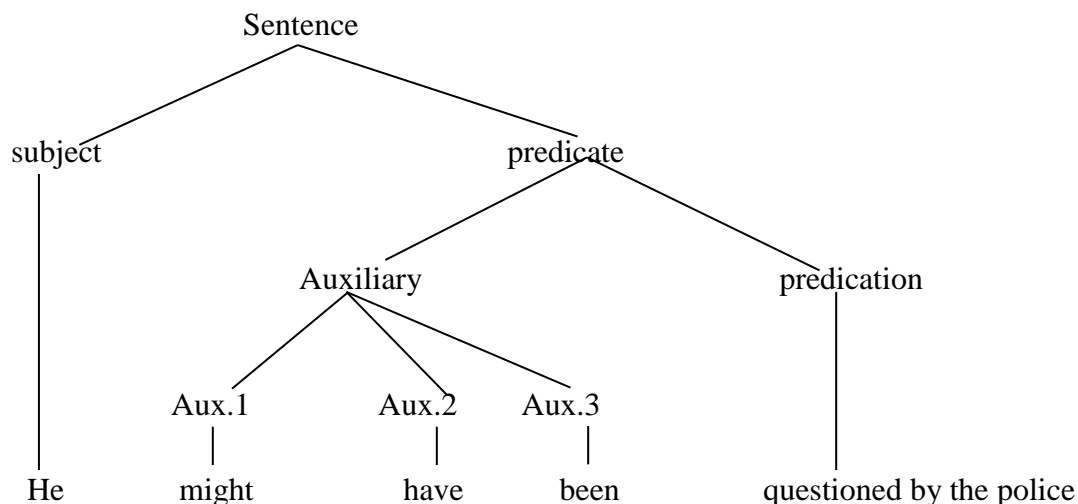 Sentence
subject predicate
Auxiliary predication
Aux.1 Aux.2 Aux.3
He might have been questioned by the police